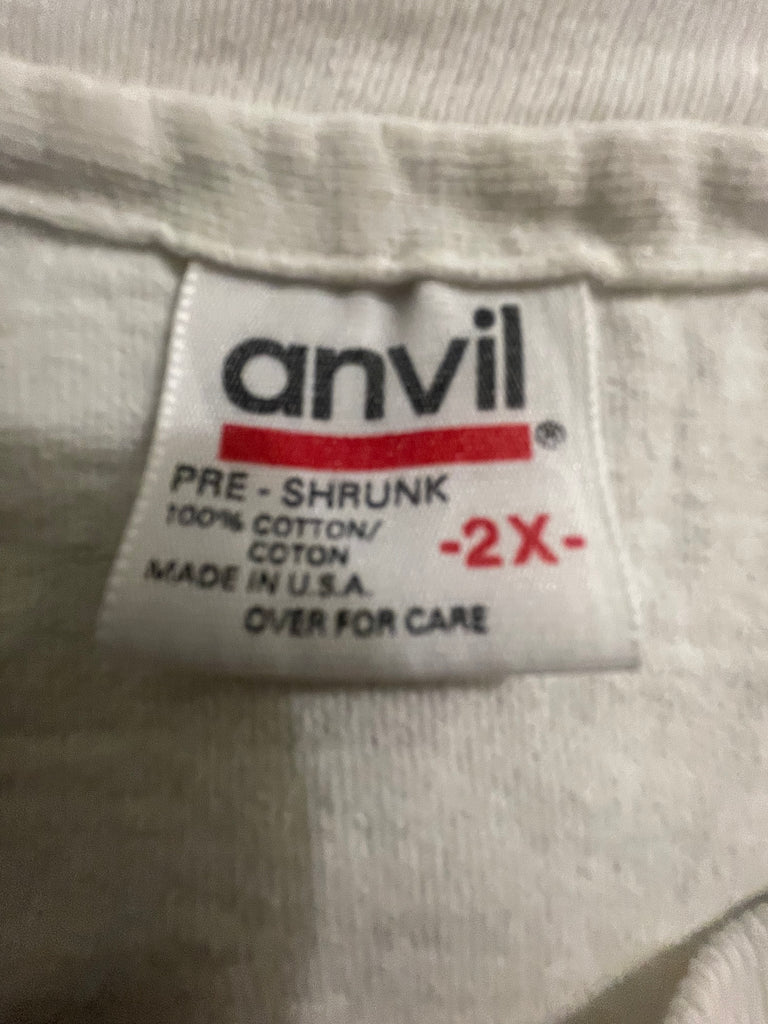 anvil®
PRE - SHRUNK
100% COTTON/
COTON
-2X-
MADE IN U.S.A.
OVER FOR CARE